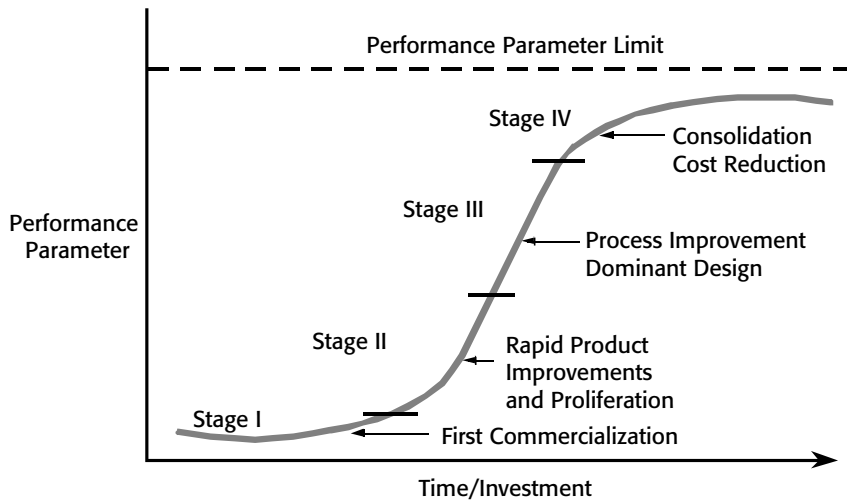 Performance Parameter Limit
Stage IV
Consolidation
Cost Reduction
Stage III
Performance
Parameter
Process Improvement
Dominant Design
Stage II
Rapid Product
Improvements
and Proliferation
Stage I
First Commercialization
Time/Investment